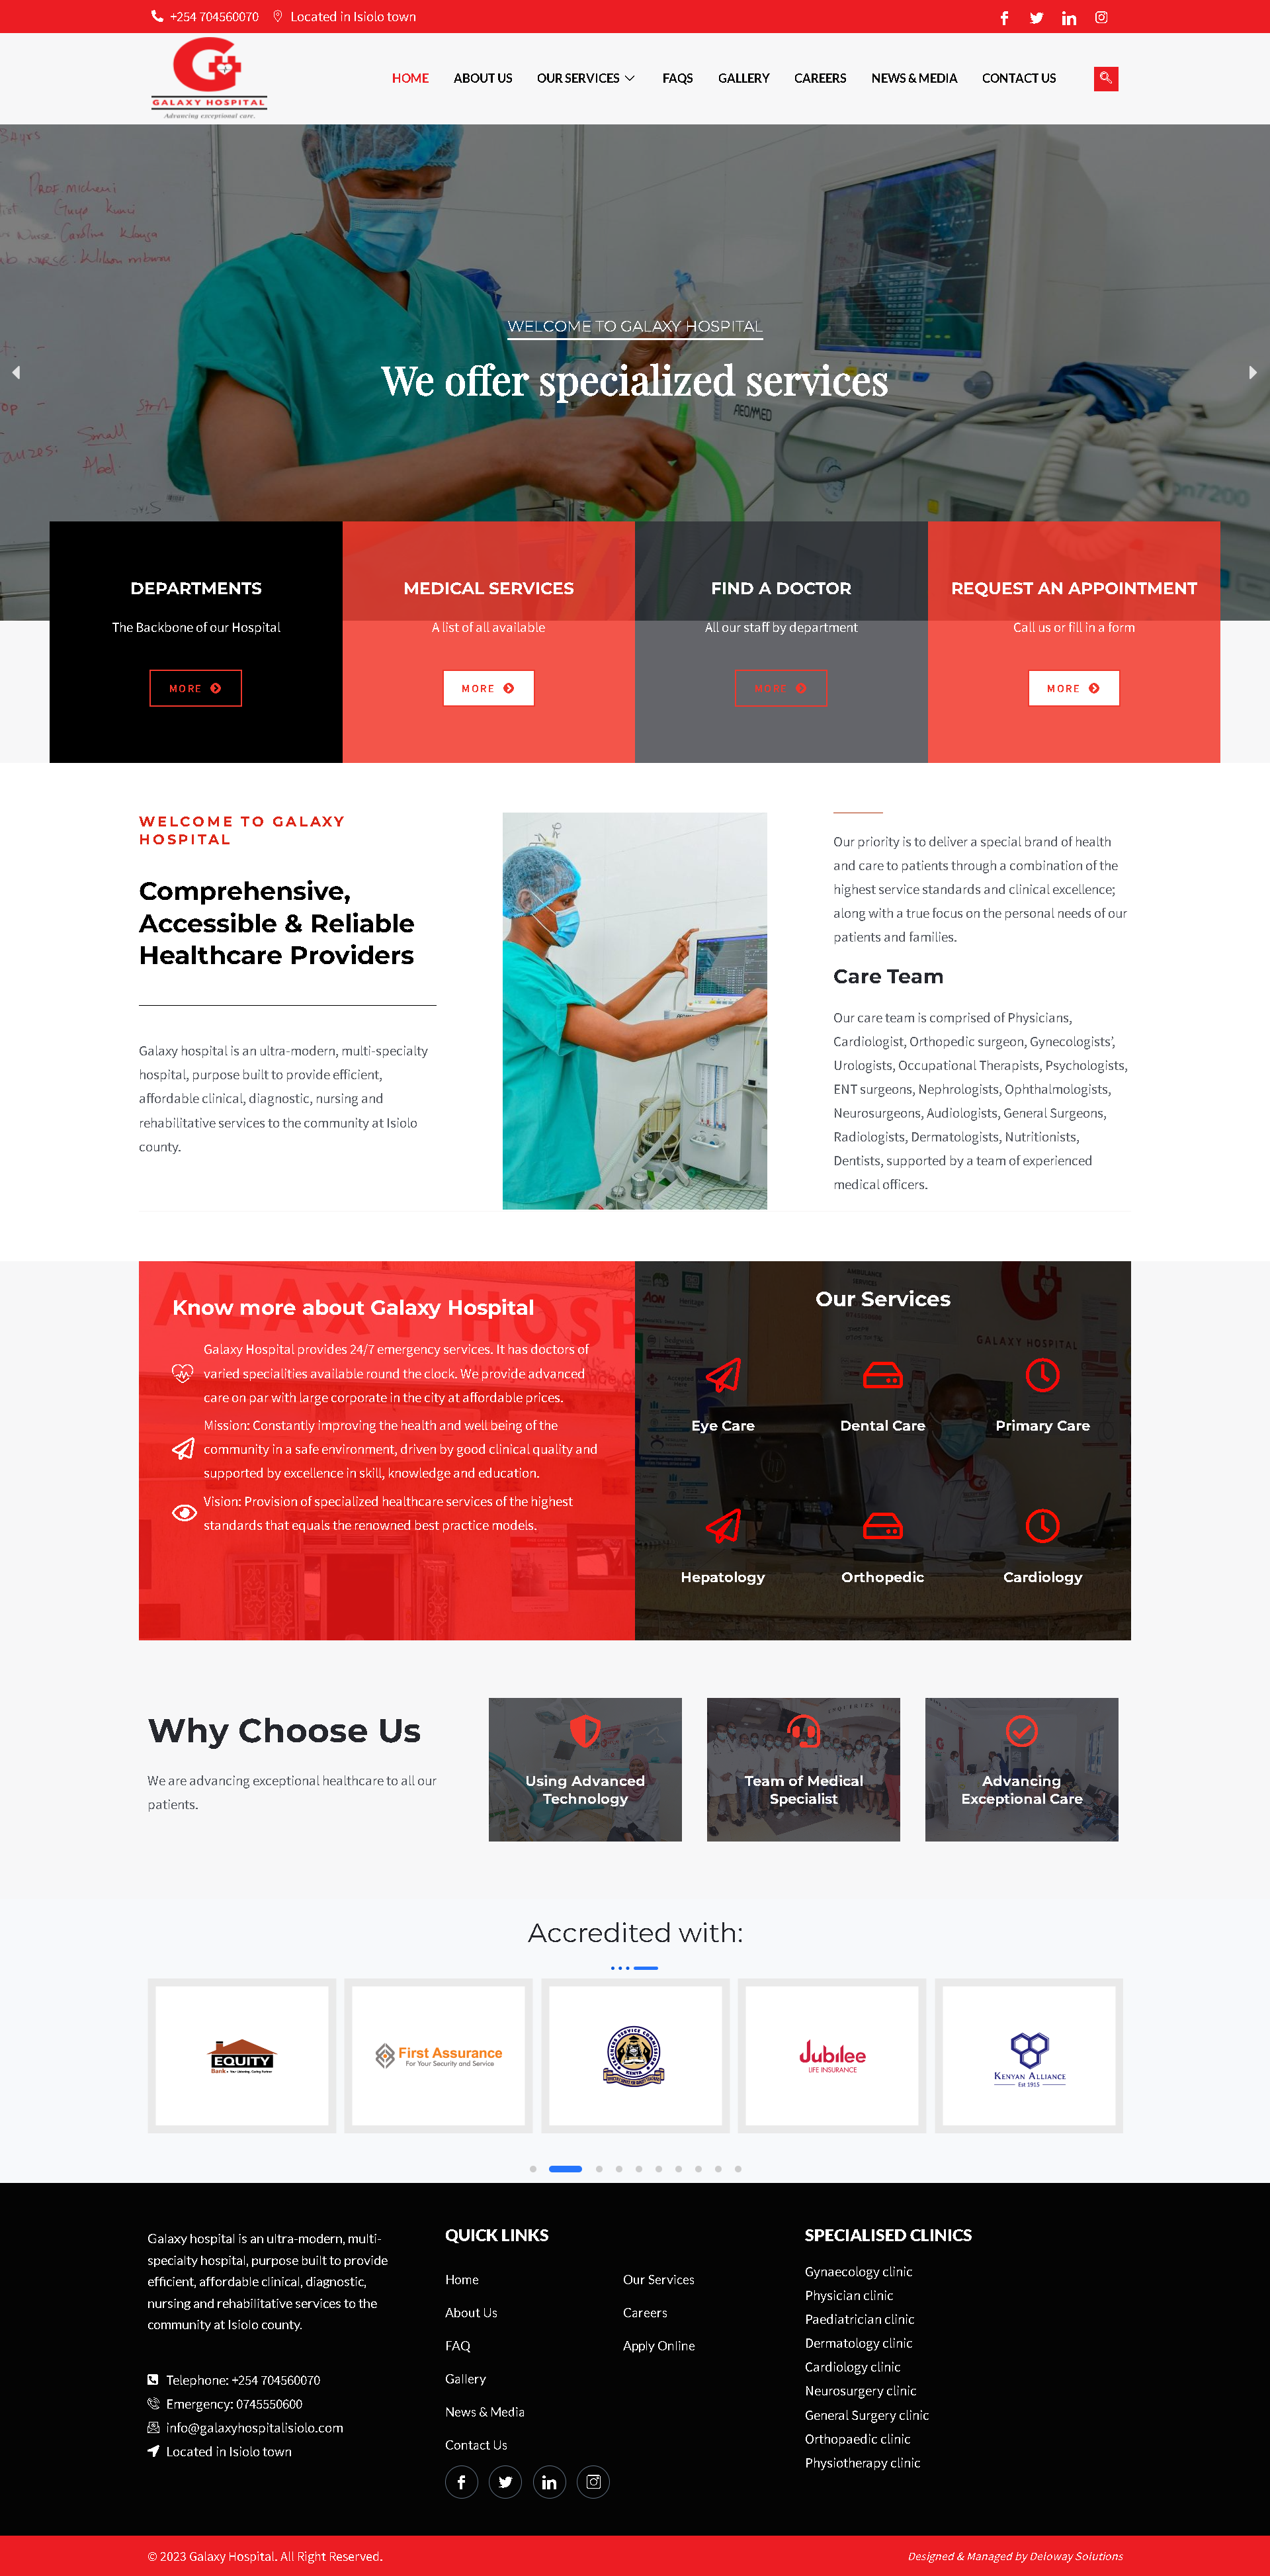 +254 704560070
Located in Isiolo town
GALAXY HOSPITAL
Advancing exceptional care.
HOME
ABOUT US
OUR SERVICES
FAQS
GALLERY
CAREERS
NEWS & MEDIA
CONTACT US
WELCOME TO GALAXY HOSPITAL
We offer specialized services
AEONMED
DEPARTMENTS
The Backbone of our Hospital
MORE
MEDICAL SERVICES
A list of all available
MORE
FIND A DOCTOR
All our staff by department
MORE
REQUEST AN APPOINTMENT
Call us or fill in a form
MORE
WELCOME TO GALAXY
HOSPITAL
Comprehensive,
Accessible & Reliable
Healthcare Providers
Galaxy hospital is an ultra-modern, multi-specialty
hospital, purpose built to provide efficient,
affordable clinical, diagnostic, nursing and
rehabilitative services to the community at Isiolo
county.
Our priority is to deliver a special brand of health
and care to patients through a combination of the
highest service standards and clinical excellence;
along with a true focus on the personal needs of our
patients and families.
Care Team
Our care team is comprised of Physicians,
Cardiologist, Orthopedic surgeon, Gynecologists’,
Urologists, Occupational Therapists, Psychologists,
ENT surgeons, Nephrologists, Ophthalmologists,
Neurosurgeons, Audiologists, General Surgeons,
Radiologists, Dermatologists, Nutritionists,
Dentists, supported by a team of experienced
medical officers.
Know more about Galaxy Hospital
Galaxy Hospital provides 24/7 emergency services. It has doctors of
varied specialities available round the clock. We provide advanced
care on par with large corporate in the city at affordable prices.
Mission: Constantly improving the health and well being of the
community in a safe environment, driven by good clinical quality and
supported by excellence in skill, knowledge and education.
Vision: Provision of specialized healthcare services of the highest
standards that equals the renowned best practice models.
Our Services
GALAXY HOSPITAL
Eye Care
Dental Care
Primary Care
Hepatology
Orthopedic
Cardiology
Why Choose Us
We are advancing exceptional healthcare to all our
patients.
Using Advanced
Technology
Team of Medical
Specialist
Advancing
Exceptional Care
Accredited with:
EQUITY
Bank
First Assurance
For Your Security and Service
Jubilee
LIFE INSURANCE
KENYAN ALLIANCE
Est 1915
Galaxy hospital is an ultra-modern, multi-
specialty hospital, purpose built to provide
efficient, affordable clinical, diagnostic,
nursing and rehabilitative services to the
community at Isiolo county.
Telephone: +254 704560070
Emergency: 0745550600
info@galaxyhospitalisiolo.com
Located in Isiolo town
QUICK LINKS
Home
About Us
FAQ
Gallery
News & Media
Contact Us
Our Services
Careers
Apply Online
SPECIALISED CLINICS
Gynaecology clinic
Physician clinic
Paediatrician clinic
Dermatology clinic
Cardiology clinic
Neurosurgery clinic
General Surgery clinic
Orthopaedic clinic
Physiotherapy clinic
© 2023 Galaxy Hospital. All Right Reserved.
Designed & Managed by Deloway Solutions